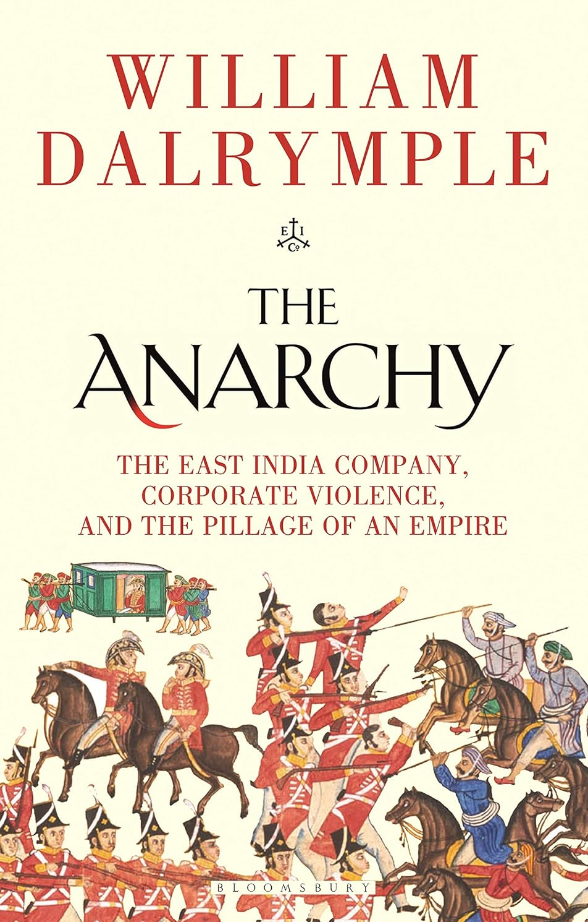 WILLIAM
DALRYMPLE
E I
Co
THE
ANARCHY
THE EAST INDIA COMPANY,
CORPORATE VIOLENCE,
AND THE PILLAGE OF AN EMPIRE
BLOOMSBURY